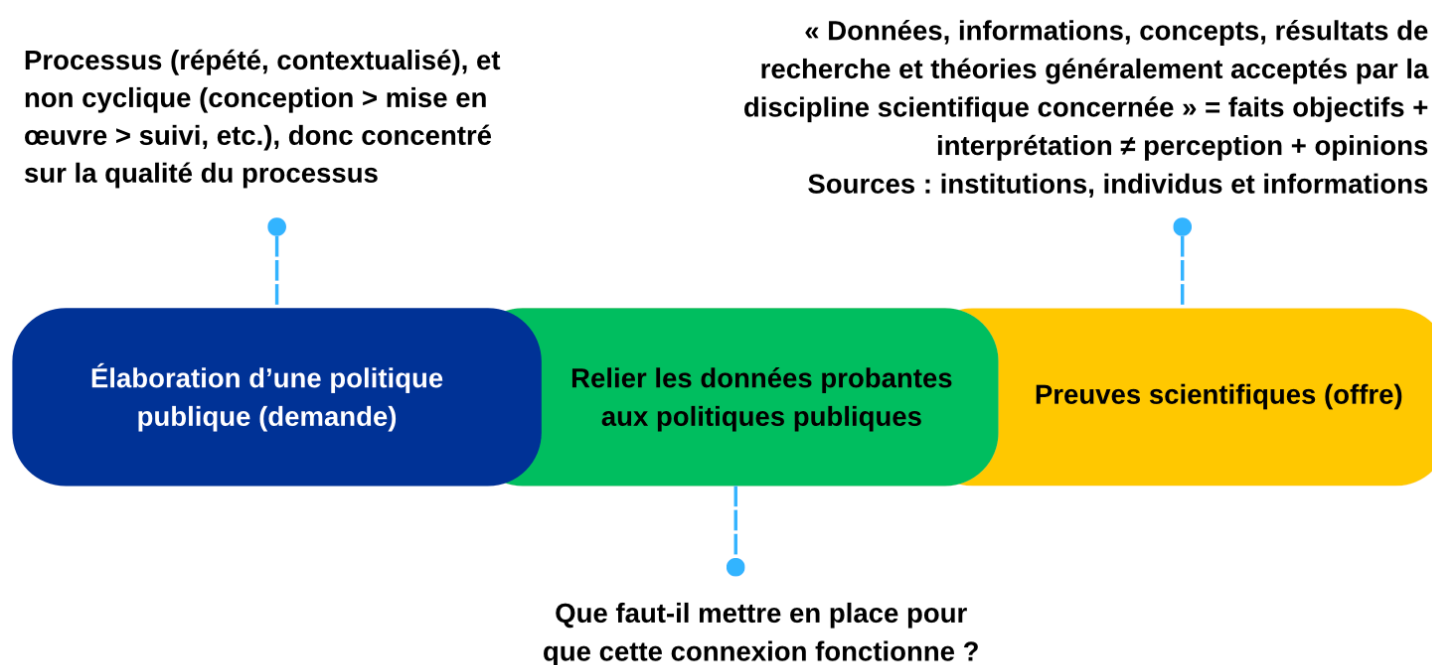 Processus (répété, contextualisé), et
non cyclique (conception > mise en
œuvre > suivi, etc.), donc concentré
sur la qualité du processus
« Données, informations, concepts, résultats de
recherche et théories généralement acceptés par la
discipline scientifique concernée » = faits objectifs +
interprétation ≠ perception + opinions
Sources : institutions, individus et informations
Élaboration d’une politique
publique (demande)
Relier les données probantes
aux politiques publiques
Preuves scientifiques (offre)
Que faut-il mettre en place pour
que cette connexion fonctionne ?